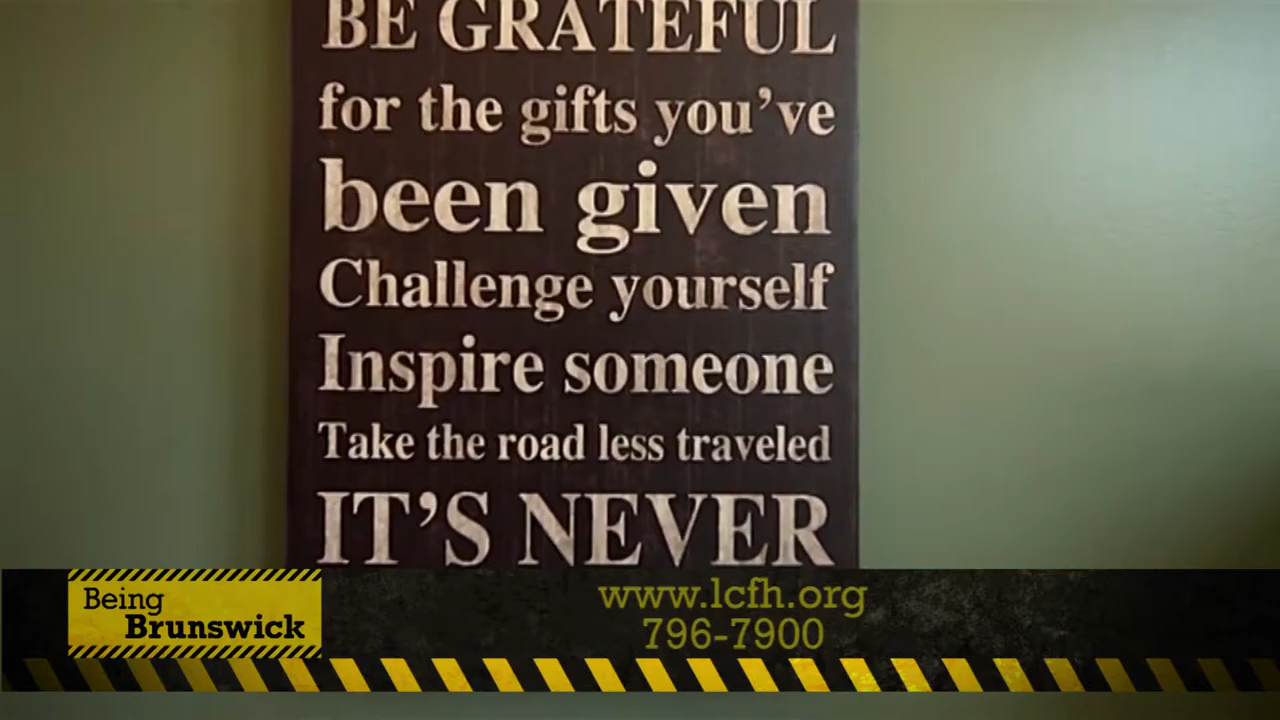 BE GRATEFUL
for the gifts you've
been given
Challenge yourself
Inspire someone
Take the road less traveled
IT'S NEVER
Being
Brunswick
www.lcfh.org
796-7900